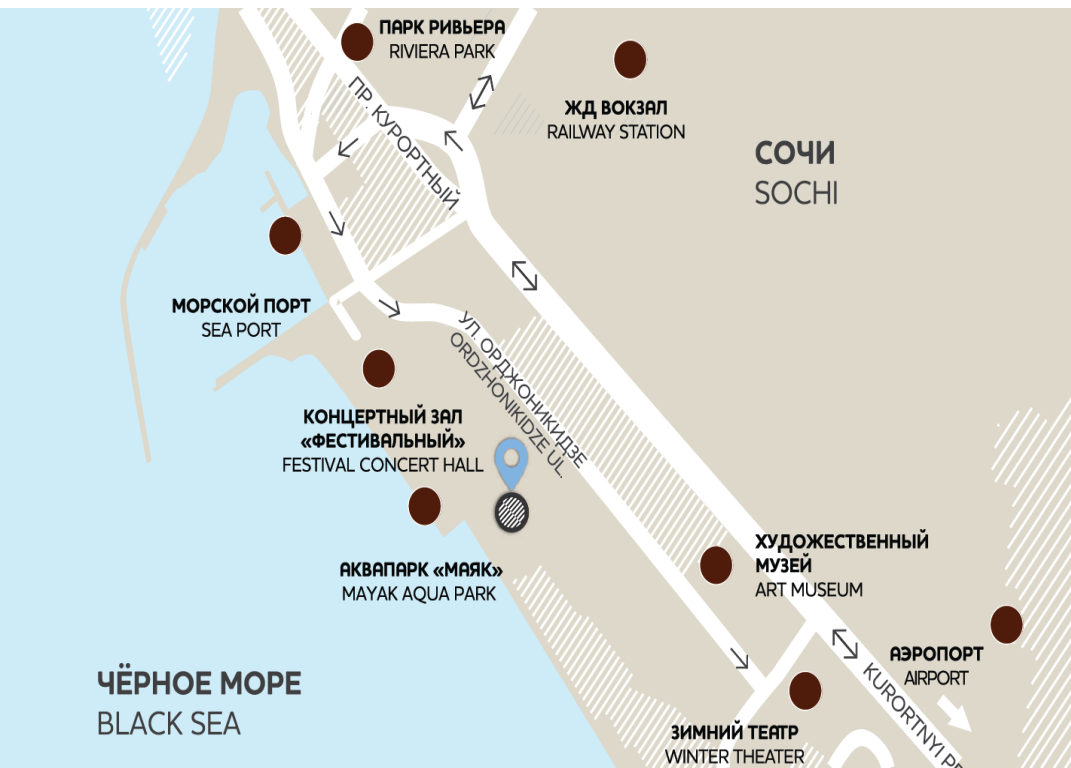 ПАРК РИВЬЕРА
RIVIERA PARK
ЖД ВОКЗАЛ
RAILWAY STATION
СОЧИ
SOCHI
ПР. КУРОРТНЫЙ
МОРСКОЙ ПОРТ
SEA PORT
УЛ. ОРДЖОНИКИДЗЕ
ORDZHONIKIDZE UL.
КОНЦЕРТНЫЙ ЗАЛ
«ФЕСТИВАЛЬНЫЙ»
FESTIVAL CONCERT HALL
АКВАПАРК «МАЯК»
MAYAK AQUA PARK
ХУДОЖЕСТВЕННЫЙ
МУЗЕЙ
ART MUSEUM
АЭРОПОРТ
AIRPORT
KURORTNYI
ЧЁРНОЕ МОРЕ
BLACK SEA
ЗИМНИЙ ТЕАТР
WINTER THEATER